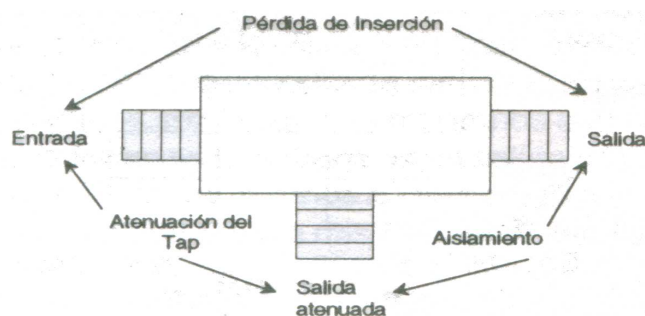 Pérdida de Inserción
Entrada
Salida
Atenuación del
Tap
Aislamiento
Salida
atenuada